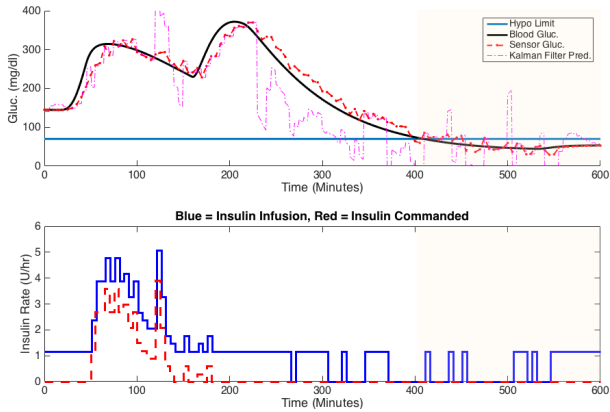 Gluc. (mg/dl)
400
300
200
100
0
Hypo Limit
Blood Gluc.
Sensor Gluc.
Kalman Filter Pred.
0 100 200 300 400 500 600
Time (Minutes)
Blue = Insulin Infusion, Red = Insulin Commanded
Insulin Rate (U/hr)
6
5
4
3
2
1
0
0 100 200 300 400 500 600
Time (Minutes)